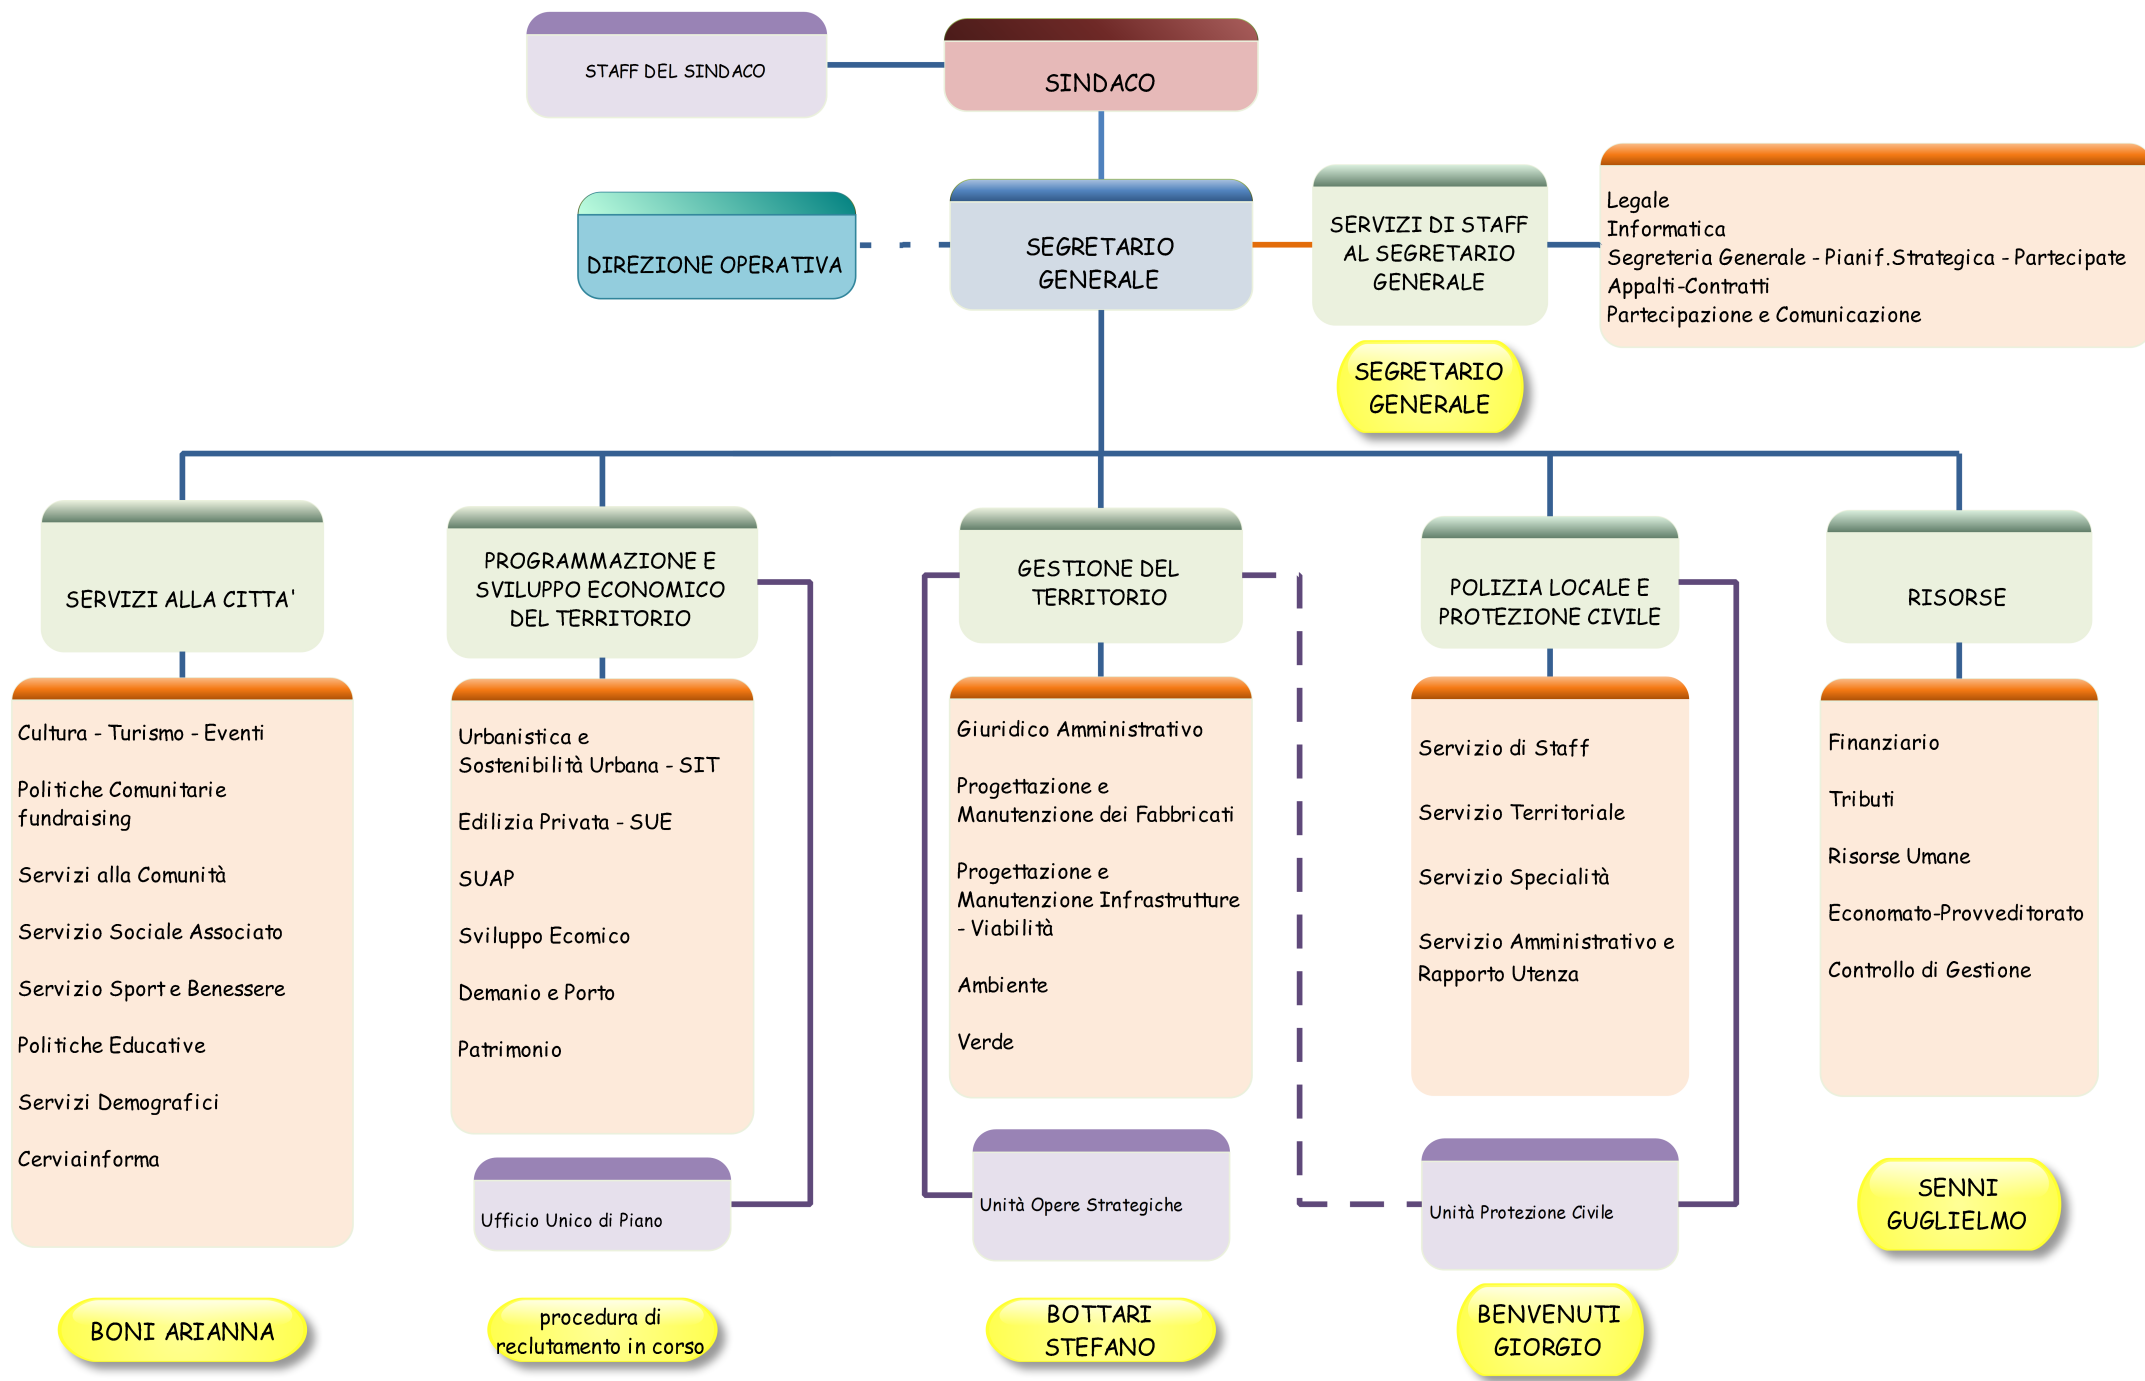 STAFF DEL SINDACO
SINDACO
DIREZIONE OPERATIVA
SEGRETARIO
GENERALE
SERVIZI DI STAFF
AL SEGRETARIO
GENERALE
Legale
Informatica
Segreteria Generale - Pianif.Strategica - Partecipate
Appalti-Contratti
Partecipazione e Comunicazione
SEGRETARIO
GENERALE
SERVIZI ALLA CITTA'
PROGRAMMAZIONE E
SVILUPPO ECONOMICO
DEL TERRITORIO
GESTIONE DEL
TERRITORIO
POLIZIA LOCALE E
PROTEZIONE CIVILE
RISORSE
Cultura - Turismo - Eventi
Politiche Comunitarie
fundraising
Servizi alla Comunità
Servizio Sociale Associato
Servizio Sport e Benessere
Politiche Educative
Servizi Demografici
Cerviainforma
Urbanistica e
Sostenibilità Urbana - SIT
Edilizia Privata - SUE
SUAP
Sviluppo Ecomico
Demanio e Porto
Patrimonio
Giuridico Amministrativo
Progettazione e
Manutenzione dei Fabbricati
Progettazione e
Manutenzione Infrastrutture
- Viabilità
Ambiente
Verde
Servizio di Staff
Servizio Territoriale
Servizio Specialità
Servizio Amministrativo e
Rapporto Utenza
Finanziario
Tributi
Risorse Umane
Economato-Provveditorato
Controllo di Gestione
Ufficio Unico di Piano
Unità Opere Strategiche
Unità Protezione Civile
SENNI
GUGLIELMO
BONI ARIANNA
procedura di
reclutamento in corso
BOTTARI
STEFANO
BENVENUTI
GIORGIO